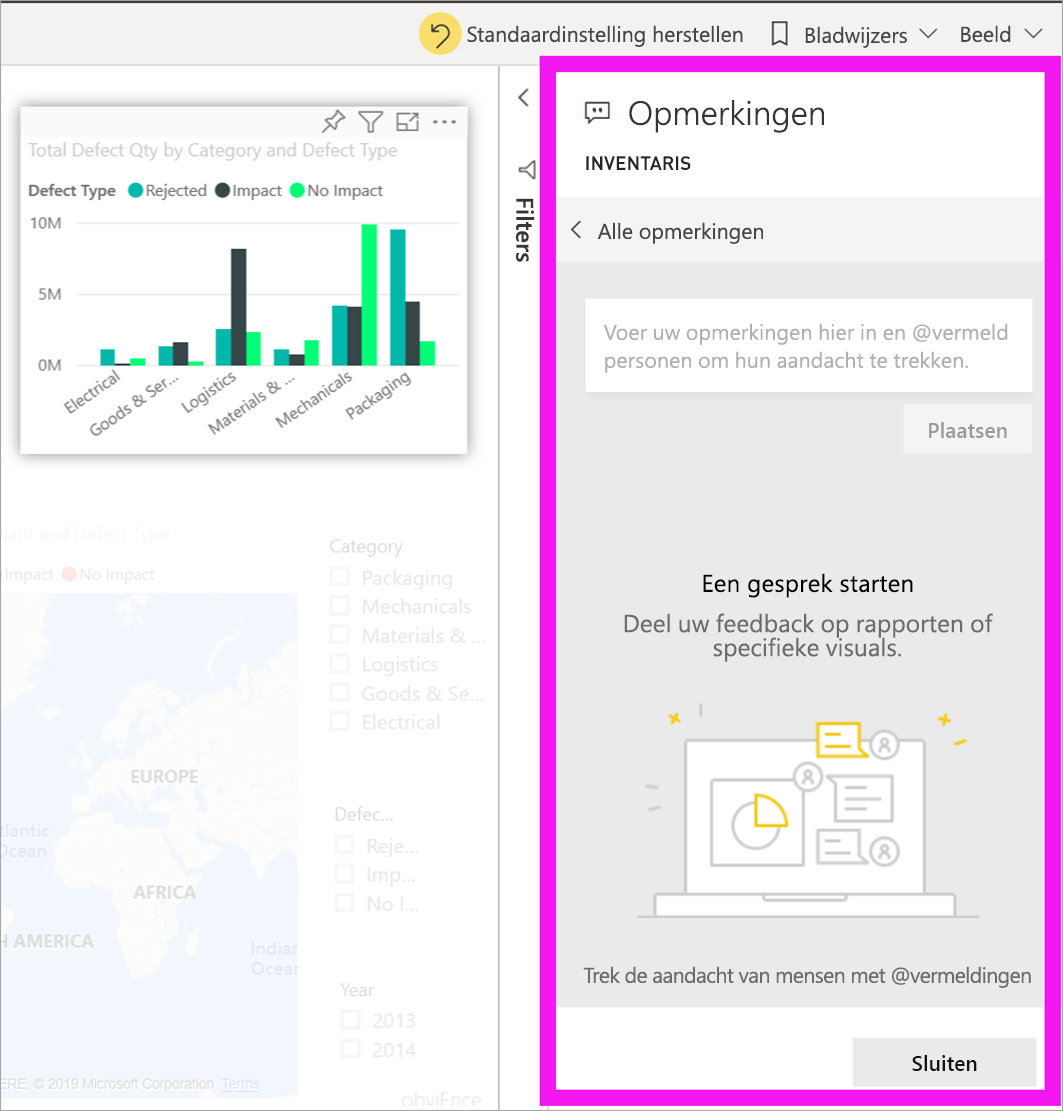 Standaardinstelling herstellen Bladwijzers Beeld
Total Defect Qty by Category and Defect Type
Defect Type Rejected Impact No Impact
10M
5M
0M
Electrical Goods & Ser... Logistics Materials & ... Mechanicals Packaging
lant and Defect Type
Impact No Impact
EUROPE
tlantic
Ocean
AFRICA
H AMERICA
Indian
Ocean
ERE, © 2019 Microsoft Corporation Terms
Category
Packaging
Mechanicals
Materials & ...
Logistics
Goods & Se...
Electrical
Defec...
Reje...
Imp...
No I...
Year
2013
2014
obviEnce
Filters
Opmerkingen
INVENTARIS
Alle opmerkingen
Voer uw opmerkingen hier in en @vermeld
personen om hun aandacht te trekken.
Plaatsen
Een gesprek starten
Deel uw feedback op rapporten of
specifieke visuals.
Trek de aandacht van mensen met @vermeldingen
Sluiten